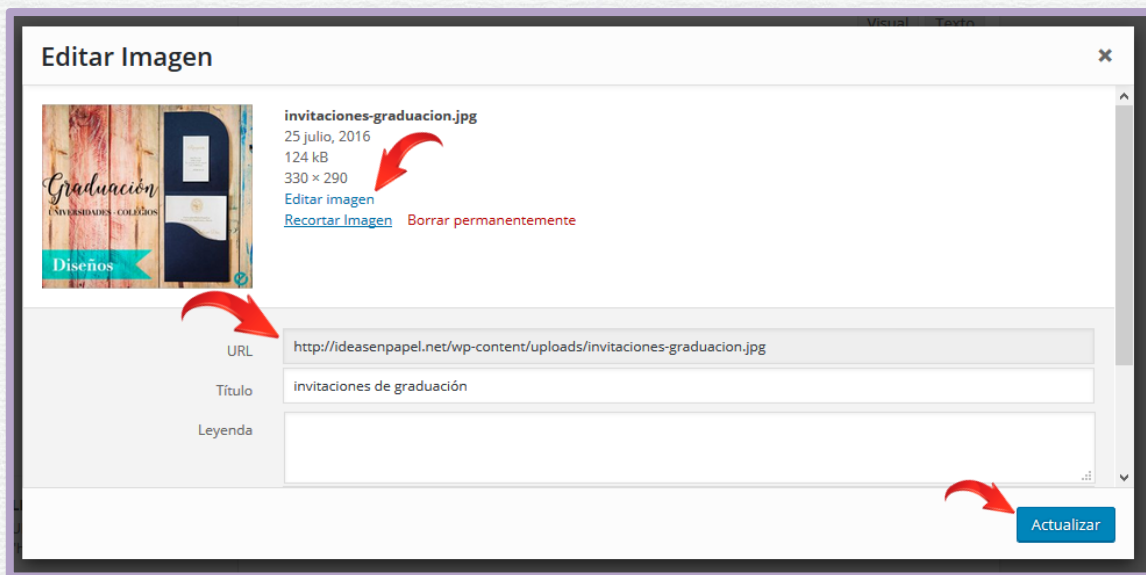 Visual Texto
Editar Imagen
×
invitaciones-graduacion.jpg
25 julio, 2016
124 kB
330 × 290
Editar imagen
Recortar Imagen Borrar permanentemente
Graduación
UNIVERSIDADES - COLEGIOS
Diseños
URL http://ideasenpapel.net/wp-content/uploads/invitaciones-graduacion.jpg
Título invitaciones de graduación
Leyenda
Actualizar